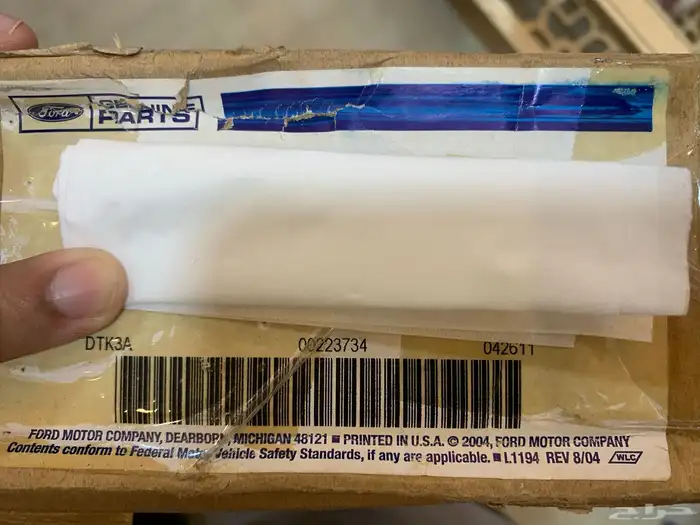 Ford GENUINE PARTS
DTK3A 00223734 042611
FORD MOTOR COMPANY, DEARBORN, MICHIGAN 48121 ■ PRINTED IN U.S.A. © 2004, FORD MOTOR COMPANY
Contents conform to Federal Motor Vehicle Safety Standards, if any are applicable. ■ L1194 REV 8/04 WLC
حراج